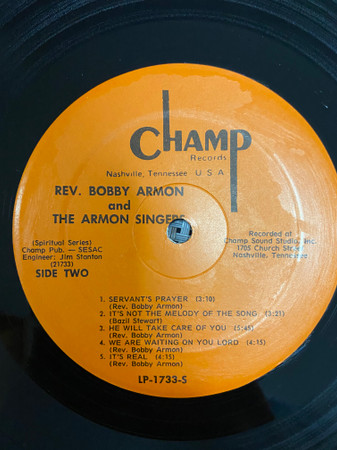 CHAMP
Records
Nashville, Tennessee USA
REV. BOBBY ARMON
and
THE ARMON SINGERS
(Spiritual Series)
Champ Pub. — SESAC
Engineer: Jim Stanton
(21733)
SIDE TWO
Recorded at
Champ Sound Studio, Inc.
1705 Church Street
Nashville, Tennessee
1. SERVANT'S PRAYER (3:10)
(Rev. Bobby Armon)
2. IT'S NOT THE MELODY OF THE SONG (3:21)
(Bazil Stewart)
3. HE WILL TAKE CARE OF YOU (5:45)
(Rev. Bobby Armon)
4. WE ARE WAITING ON YOU LORD (4:15)
(Rev. Bobby Armon)
5. IT'S REAL (4:15)
(Rev. Bobby Armon)
LP-1733-S